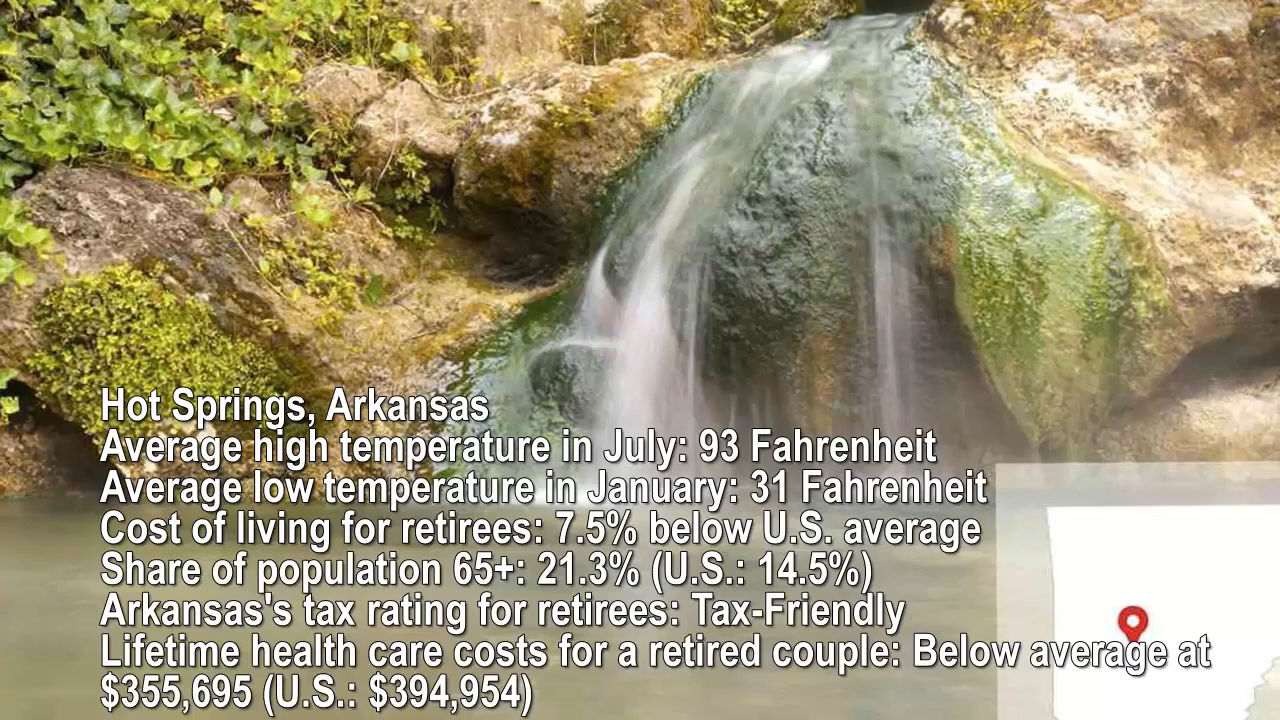 Hot Springs, Arkansas
Average high temperature in July: 93 Fahrenheit
Average low temperature in January: 31 Fahrenheit
Cost of living for retirees: 7.5% below U.S. average
Share of population 65+: 21.3% (U.S.: 14.5%)
Arkansas's tax rating for retirees: Tax-Friendly
Lifetime health care costs for a retired couple: Below average at
$355,695 (U.S.: $394,954)